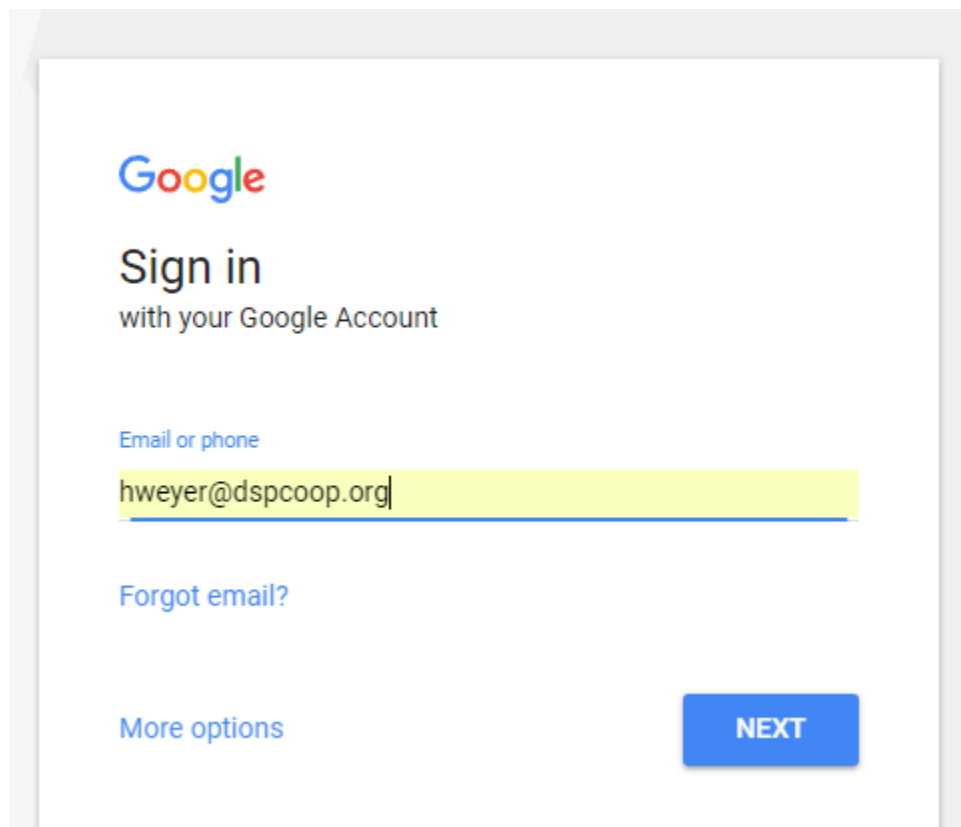 Google
Sign in
with your Google Account
Email or phone
hweyer@dspcoop.org
Forgot email?
More options
NEXT